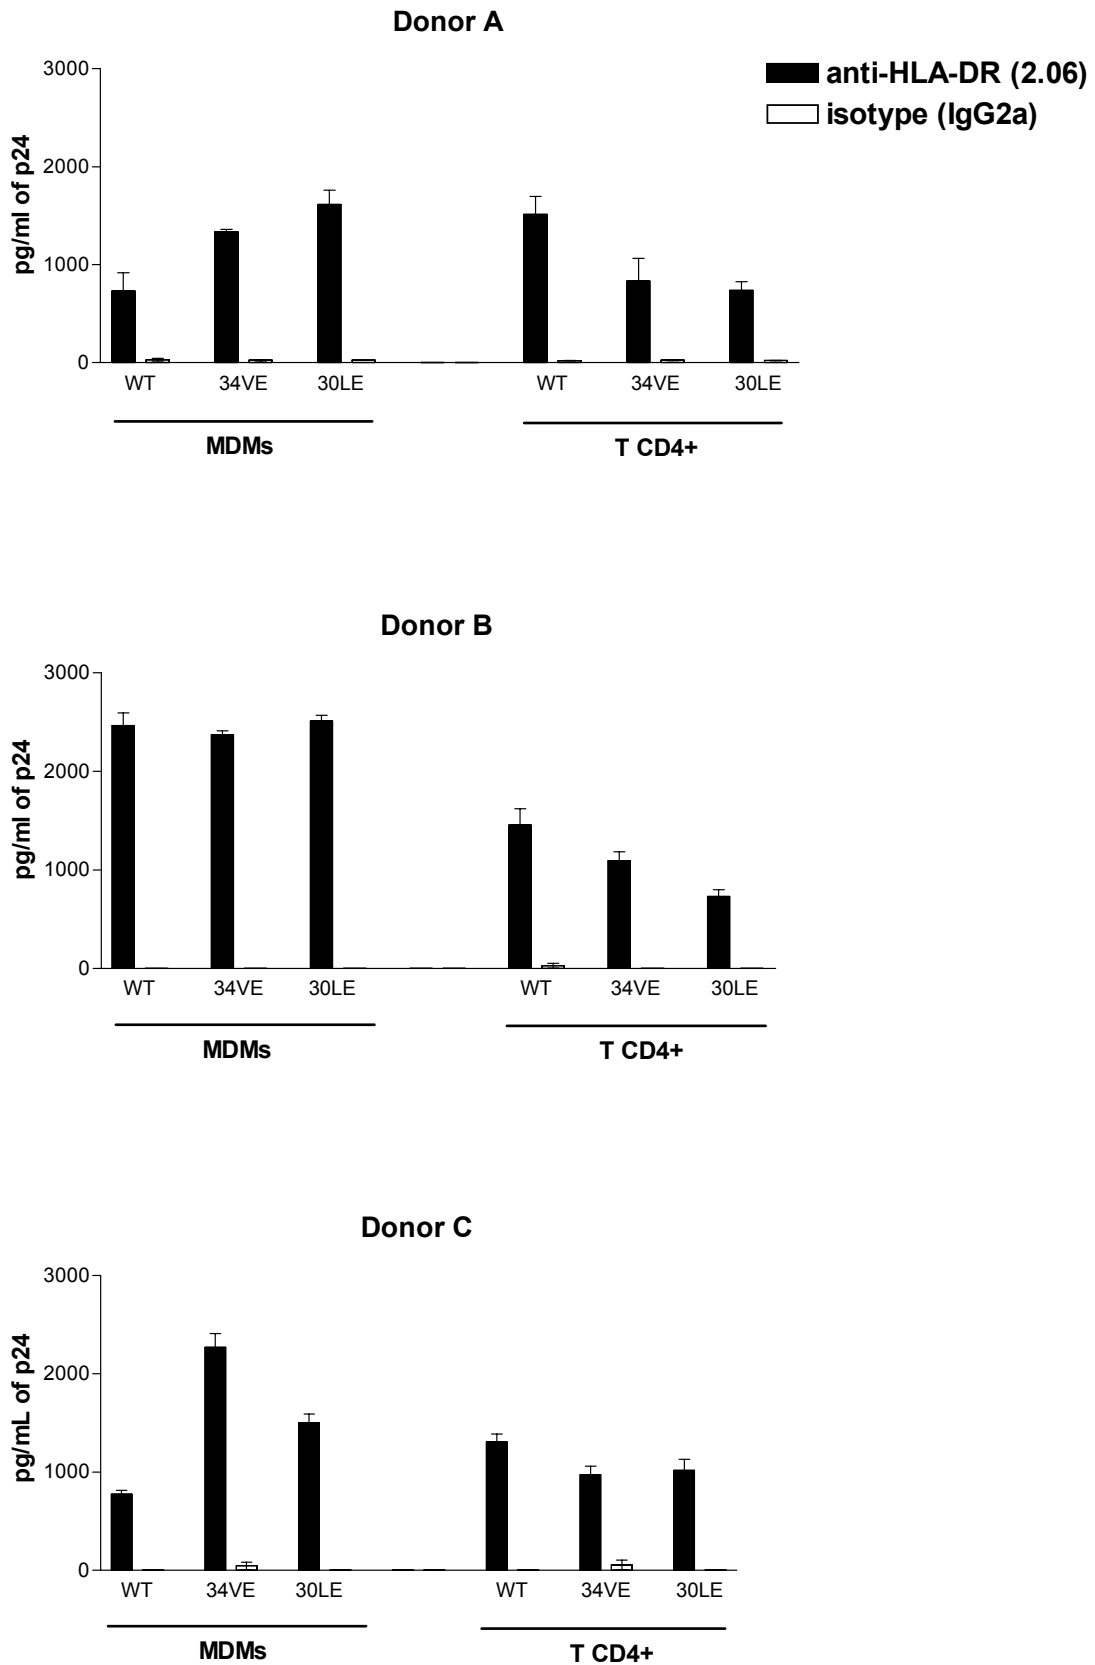 Donor A
anti-HLA-DR (2.06)
isotype (IgG2a)
pg/ml of p24
3000
2000
1000
0
WT 34VE 30LE WT 34VE 30LE
MDMs T CD4+
Donor B
pg/ml of p24
3000
2000
1000
0
WT 34VE 30LE WT 34VE 30LE
MDMs T CD4+
Donor C
pg/mL of p24
3000
2000
1000
0
WT 34VE 30LE WT 34VE 30LE
MDMs T CD4+